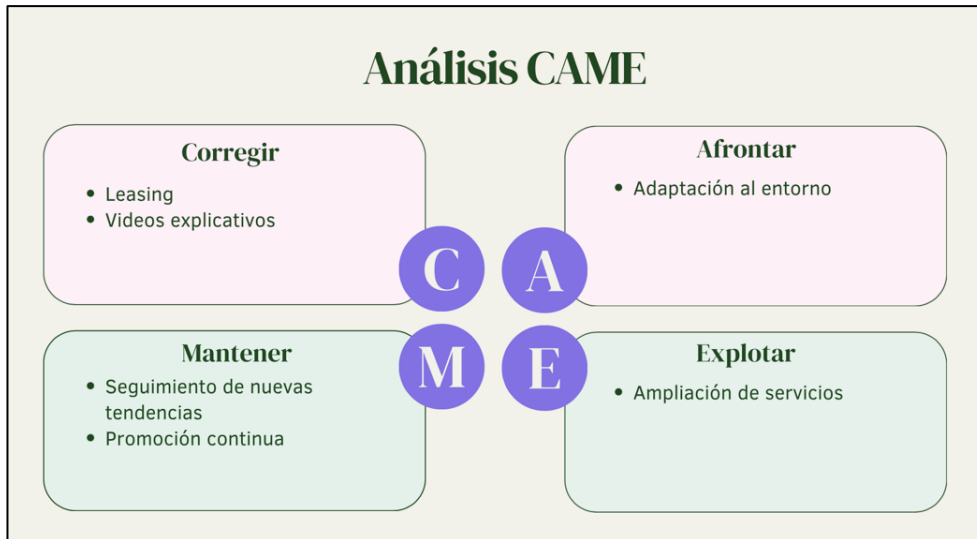 Análisis CAME
Corregir
• Leasing
• Videos explicativos
C
Afrontar
• Adaptación al entorno
A
Mantener
• Seguimiento de nuevas
tendencias
• Promoción continua
M
Explotar
• Ampliación de servicios
E